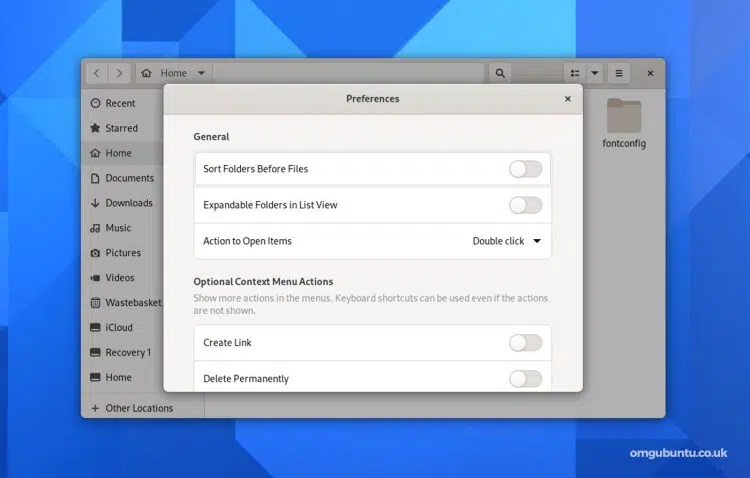 Home
Preferences
Recent
Starred
Home
Documents
Downloads
Music
Pictures
Videos
Wastebasket
iCloud
Recovery 1
Home
Other Locations
General
Sort Folders Before Files
Expandable Folders in List View
Action to Open Items
Double click
Optional Context Menu Actions
Show more actions in the menus. Keyboard shortcuts can be used even if the actions
are not shown.
Create Link
Delete Permanently
fontconfig
omgubuntu.co.uk